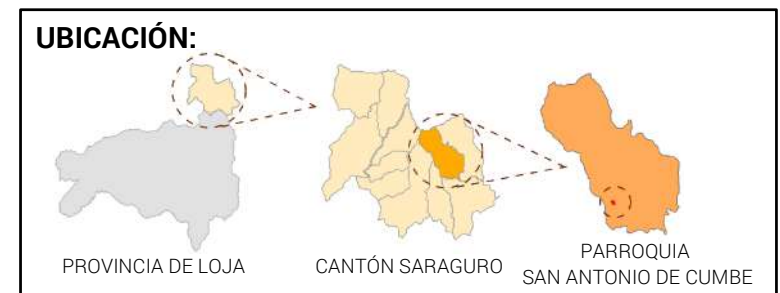 UBICACIÓN:
PROVINCIA DE LOJA
CANTÓN SARAGURO
PARROQUIA
SAN ANTONIO DE CUMBE